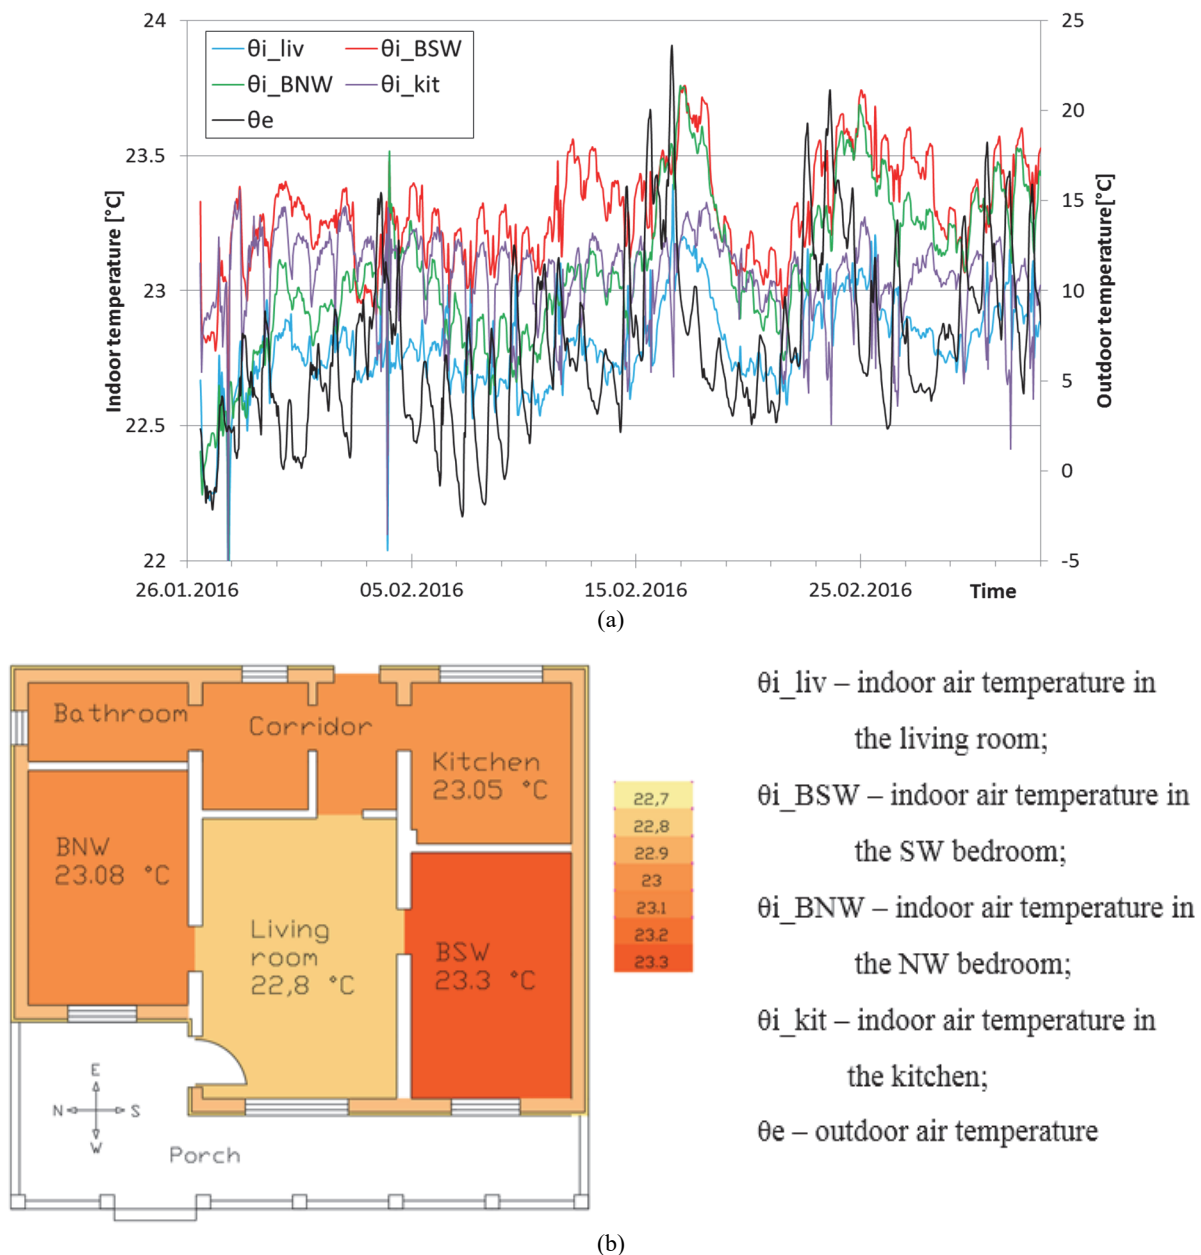 24
25
θi_liv
θi_BSW
θi_BNW
θi_kit
θe
20
23.5
15
Indoor temperature [°C]
Outdoor temperature[°C]
23
10
5
22.5
0
22
-5
26.01.2016
05.02.2016
15.02.2016
25.02.2016
Time
(a)
Bathroom
Corridor
Kitchen
23.05 °C
BNW
23.08 °C
Living
room
22,8 °C
BSW
23.3 °C
E
N
S
W
Porch
22,7
22,8
22.9
23
23.1
23.2
23.3
θi_liv – indoor air temperature in
the living room;
θi_BSW – indoor air temperature in
the SW bedroom;
θi_BNW – indoor air temperature in
the NW bedroom;
θi_kit – indoor air temperature in
the kitchen;
θe – outdoor air temperature
(b)